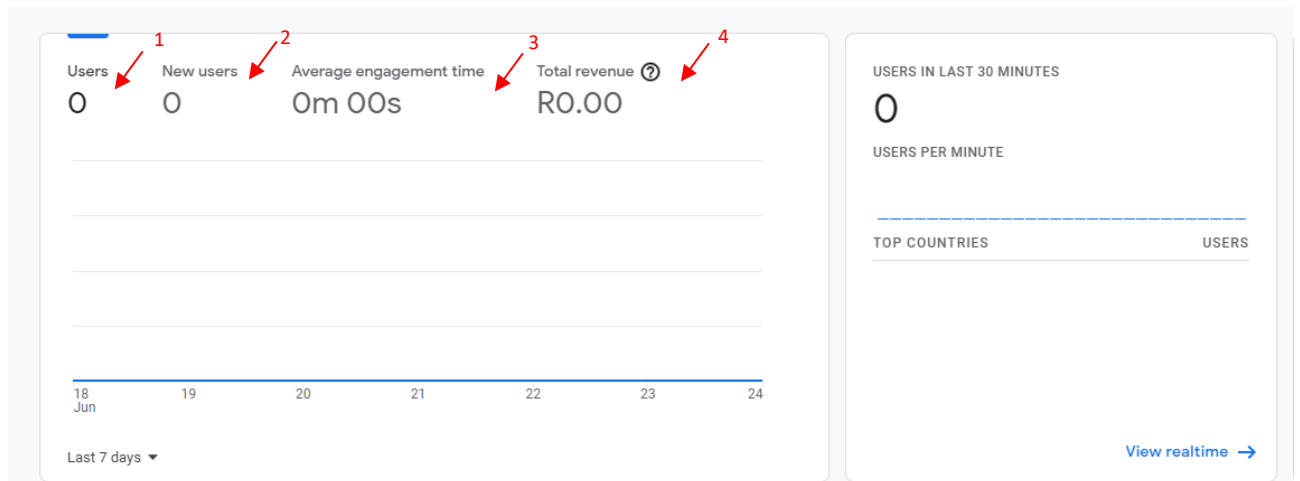 1 2 3 4
Users New users Average engagement time Total revenue ?
0 0 0m 00s R0.00
18 19 20 21 22 23 24
Jun
Last 7 days
USERS IN LAST 30 MINUTES
0
USERS PER MINUTE
TOP COUNTRIES USERS
View realtime